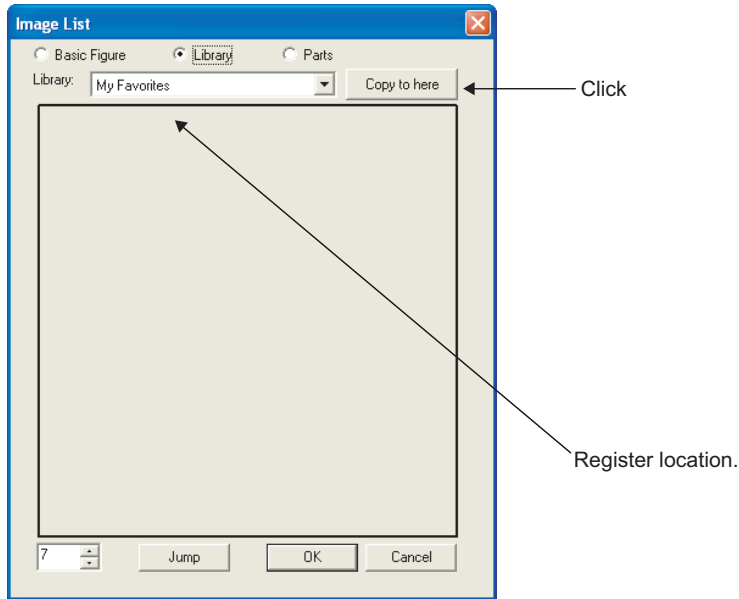 Image List
Basic Figure Library Parts
Library: My Favorites Copy to here
Click
Register location.
7 Jump OK Cancel